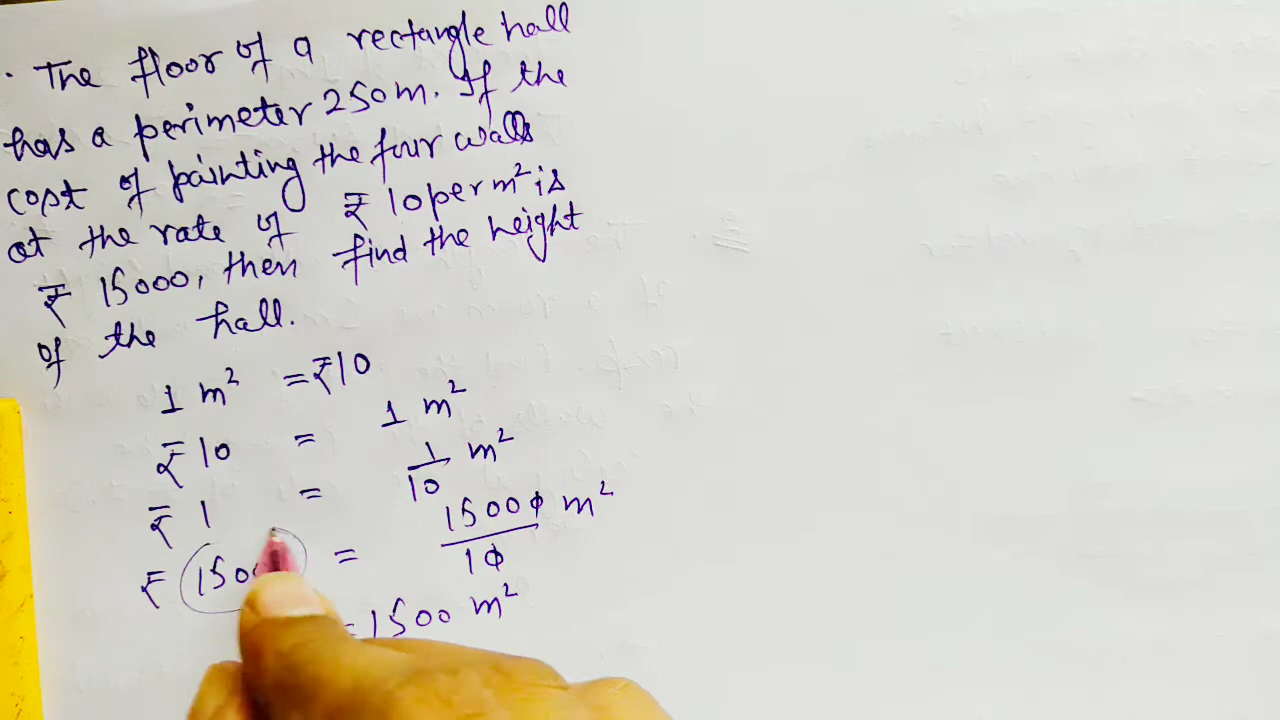 . The floor of a rectangle hall
has a perimeter 250m. If the
cost of painting the four walls
at the rate of ₹ 10 per m² is
₹ 15000, then find the height
of the hall.
1 m² = ₹10
₹ 10 = 1 m²
₹ 1 = 1/10 m²
₹ 1500 = 15000/10 m²
= 1500 m²